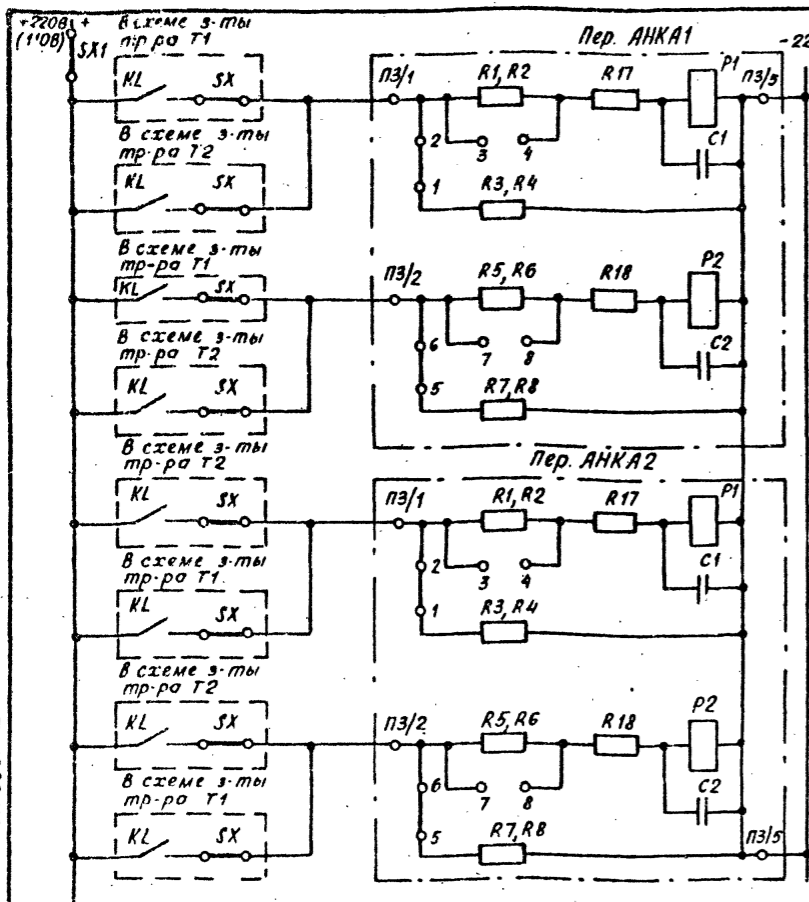 +220В +
(110В)
SX1
В схеме з-ты
тр-ра Т1
KL SX
В схеме з-ты
тр-ра Т2
KL SX
В схеме з-ты
тр-ра Т1
KL SX
В схеме з-ты
тр-ра Т2
KL SX
В схеме з-ты
тр-ра Т2
KL SX
В схеме з-ты
тр-ра Т1
KL SX
В схеме з-ты
тр-ра Т2
KL SX
В схеме з-ты
тр-ра Т1
KL SX
Пер. АНКА1
-22
П3/1
R1, R2
R17
P1
П3/5
2
3
4
C1
1
R3, R4
П3/2
R5, R6
R18
P2
6
7
8
C2
5
R7, R8
Пер. АНКА2
П3/1
R1, R2
R17
P1
2
3
4
C1
1
R3, R4
П3/2
R5, R6
R18
P2
6
7
8
C2
5
R7, R8
П3/5